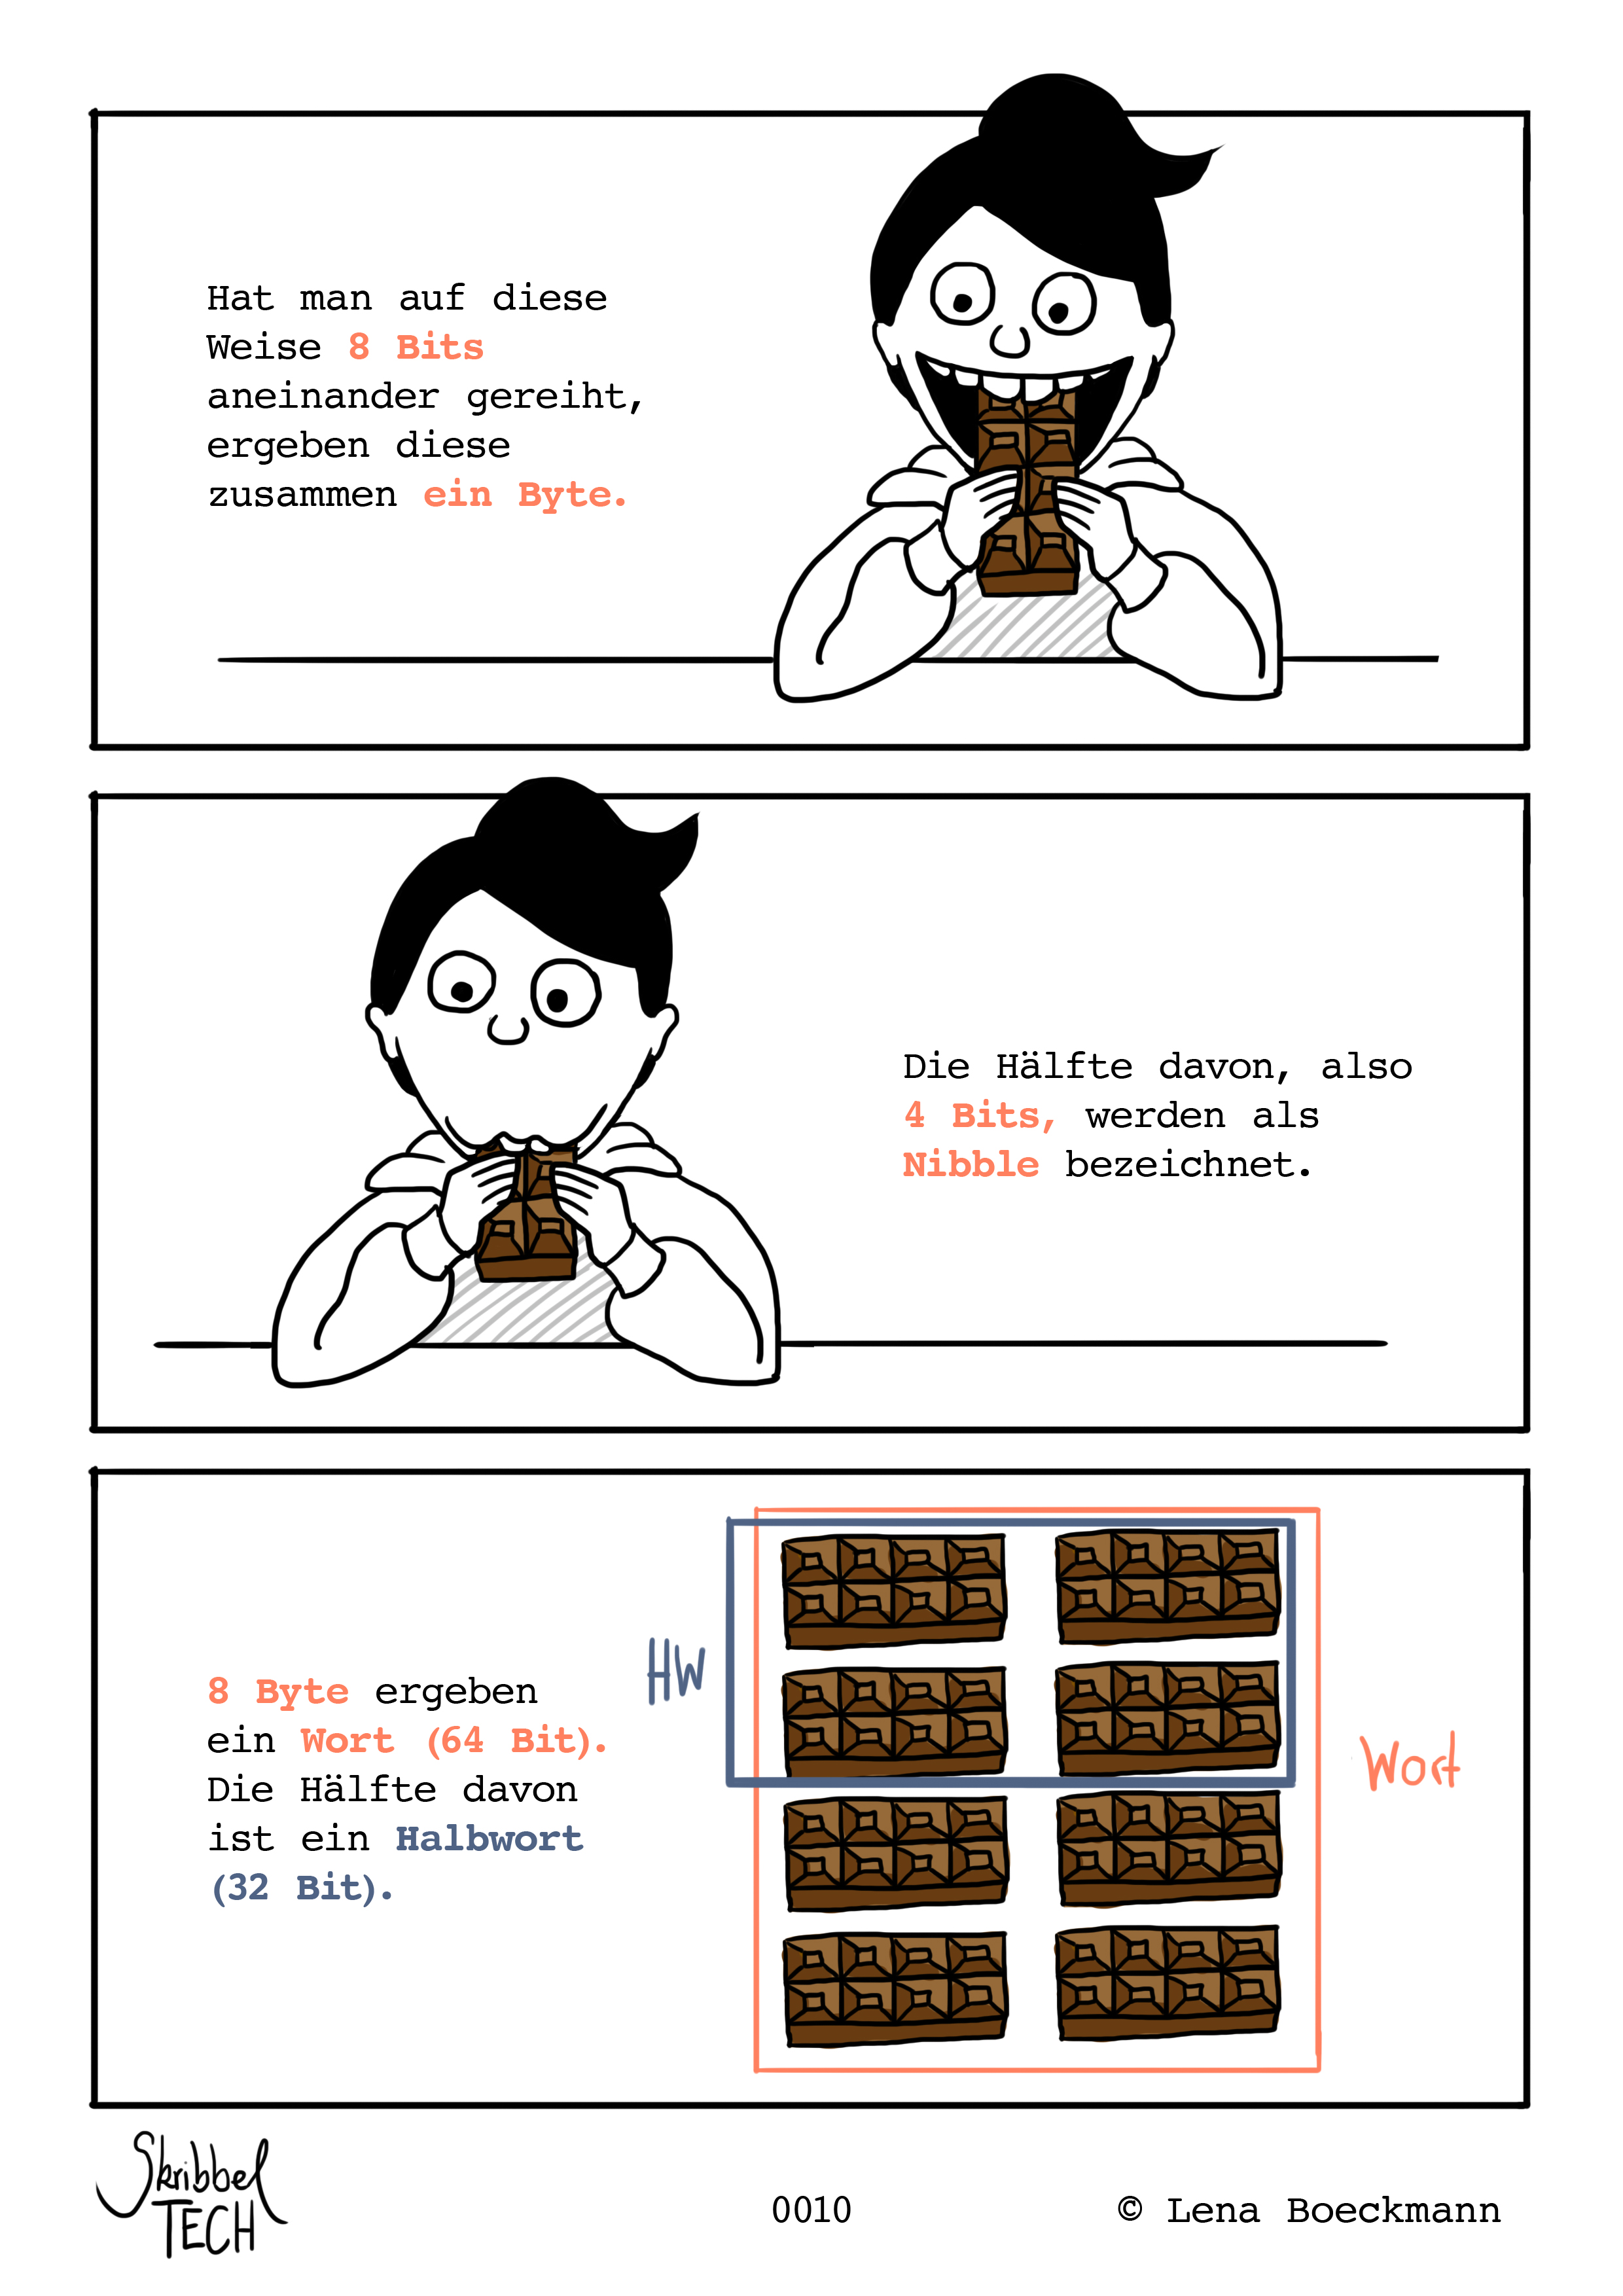 Hat man auf diese
Weise 8 Bits
aneinander gereiht,
ergeben diese
zusammen ein Byte.
Die Hälfte davon, also
4 Bits, werden als
Nibble bezeichnet.
8 Byte ergeben
ein Wort (64 Bit).
Die Hälfte davon
ist ein Halbwort
(32 Bit).
HW
Wort
Skribbel
TECH
0010
© Lena Boeckmann